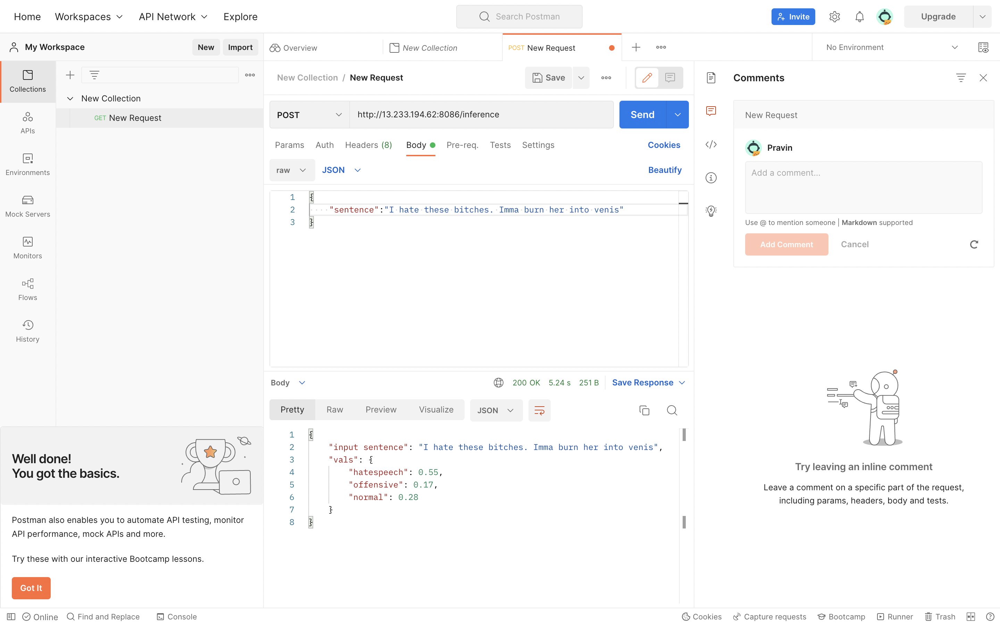 Home Workspaces API Network Explore Search Postman Invite Upgrade
My Workspace New Import Overview New Collection POST New Request No Environment
Collections
APIs
Environments
Mock Servers
Monitors
Flows
History
New Collection
GET New Request
Well done!
You got the basics.
Postman also enables you to automate API testing, monitor
API performance, mock APIs and more.
Try these with our interactive Bootcamp lessons.
Got It
New Collection / New Request Save
POST http://13.233.194.62:8086/inference Send
Params Auth Headers (8) Body Pre-req. Tests Settings Cookies
raw JSON Beautify
1 {
2 "sentence":"I hate these bitches. Imma burn her into venis"
3 }
Body 200 OK 5.24 s 251 B Save Response
Pretty Raw Preview Visualize JSON
1 {
2 "input sentence": "I hate these bitches. Imma burn her into venis",
3 "vals": {
4 "hatespeech": 0.55,
5 "offensive": 0.17,
6 "normal": 0.28
7 }
8 }
Comments
New Request
Pravin
Add a comment...
Use @ to mention someone | Markdown supported
Add Comment Cancel
Try leaving an inline comment
Leave a comment on a specific part of the request,
including params, headers, body and tests.
Online Find and Replace Console Cookies Capture requests Bootcamp Runner Trash